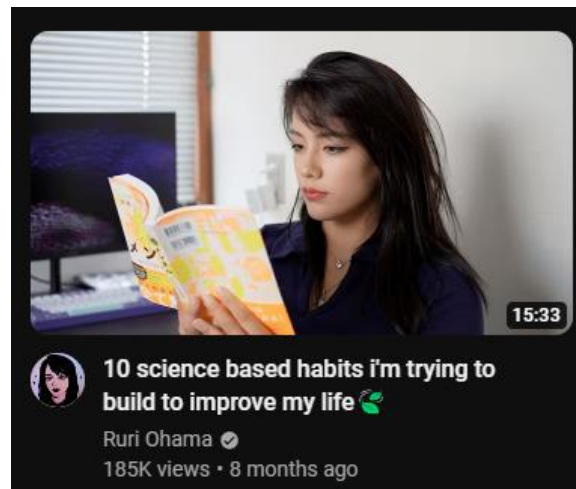 15:33
10 science based habits i'm trying to
build to improve my life🍃
Ruri Ohama
185K views • 8 months ago